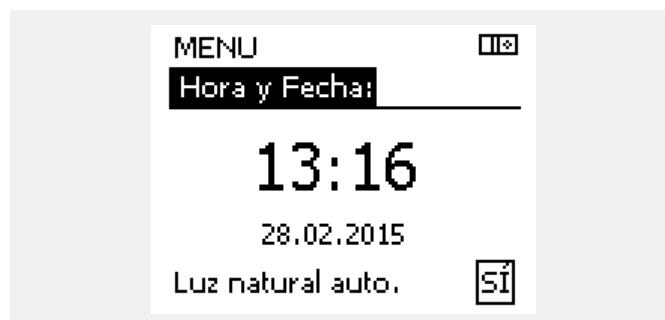 MENU
Hora y Fecha:
13:16
28.02.2015
Luz natural auto. SÍ